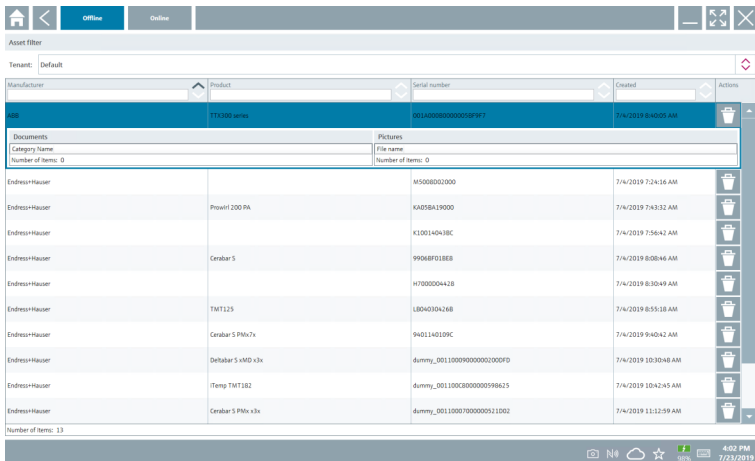 Offline Online
Asset filter
Tenant: Default
Manufacturer Product Serial number Created Actions
ABB TTX300 series 001A00B0000005BF9F7 7/4/2019 8:40:05 AM
Documents Pictures
Category Name File name
Number of Items: 0 Number of Items: 0
Endress+Hauser M5008D02000 7/4/2019 7:24:16 AM
Endress+Hauser Prowirl 200 PA KA05BA19000 7/4/2019 7:43:32 AM
Endress+Hauser K10014043BC 7/4/2019 7:56:42 AM
Endress+Hauser Cerabar S 9906BF01BEB 7/4/2019 8:08:46 AM
Endress+Hauser H7000004428 7/4/2019 8:30:49 AM
Endress+Hauser TMT125 LB04030426B 7/4/2019 8:55:18 AM
Endress+Hauser Cerabar S PMx7x 9401140109C 7/4/2019 9:40:42 AM
Endress+Hauser Deltabar S xMD x3x dummy_00110009000000200DFD 7/4/2019 10:30:48 AM
Endress+Hauser iTemp TMT182 dummy_001100C8000000598625 7/4/2019 10:42:45 AM
Endress+Hauser Cerabar S PMx x3x dummy_00110007000000521D02 7/4/2019 11:12:59 AM
Number of Items: 13
98% 4:02 PM
7/23/2019